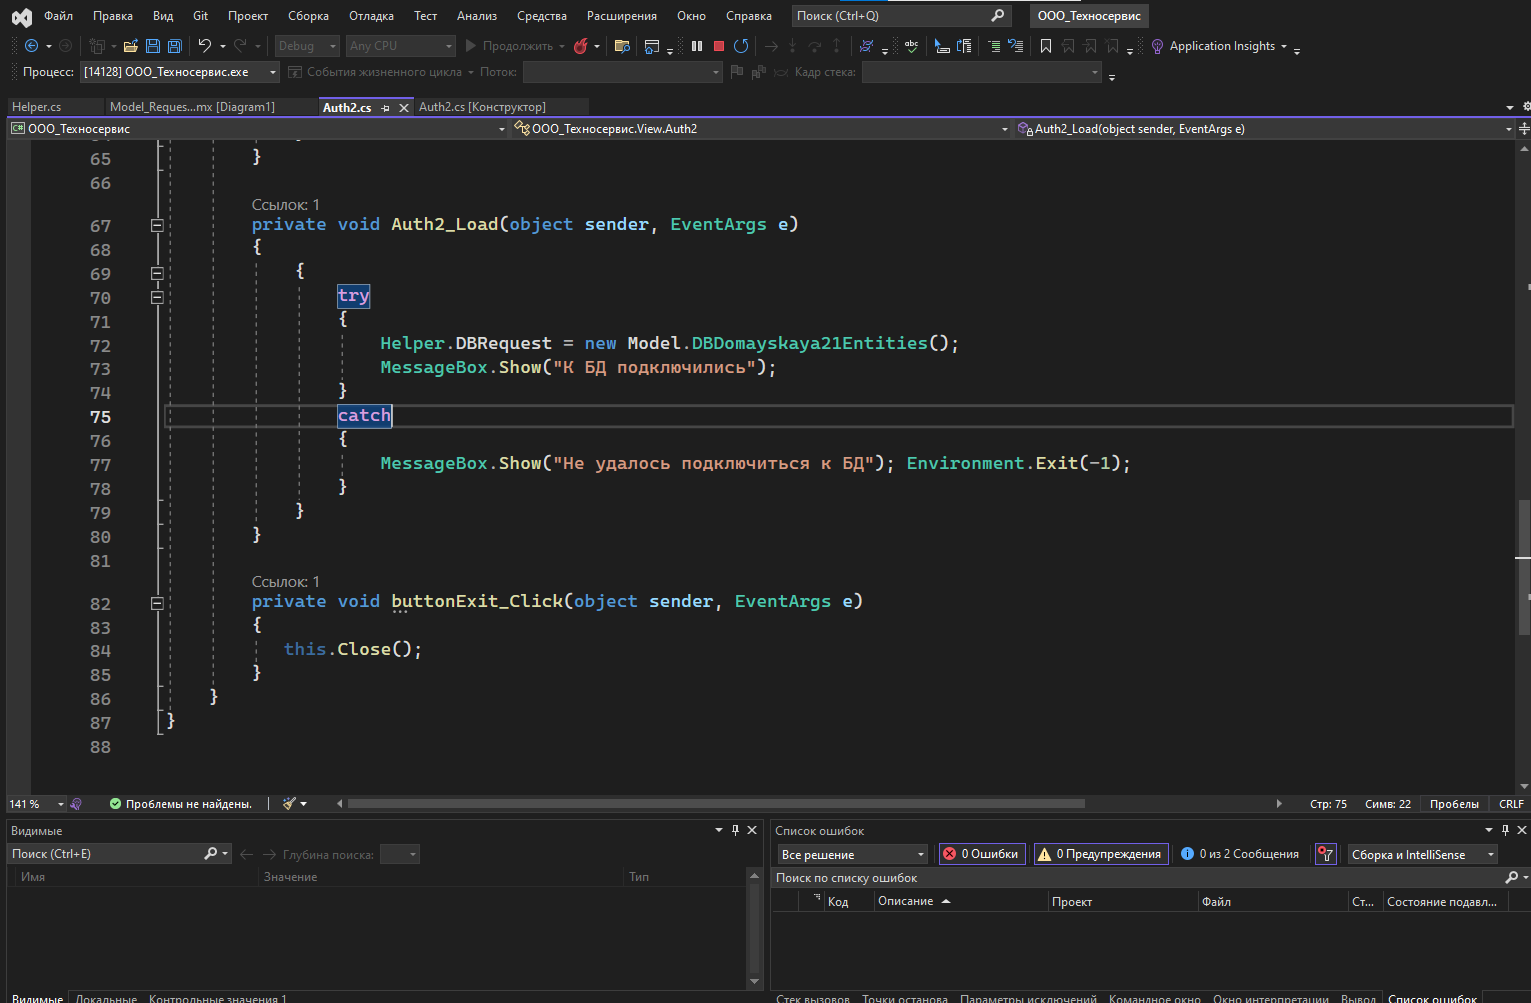 Файл Правка Вид Git Проект Сборка Отладка Тест Анализ Средства Расширения Окно Справка Поиск (Ctrl+Q) ООО_Техносервис
Debug Any CPU Продолжить Application Insights
Процесс: [14128] ООО_Техносервис.exe События жизненного цикла Поток: Кадр стека:
Helper.cs Model_Reques...mx [Diagram1] Auth2.cs Auth2.cs [Конструктор]
C# ООО_Техносервис ООО_Техносервис.View.Auth2 Auth2_Load(object sender, EventArgs e)
65 }
66
Ссылок: 1
67 private void Auth2_Load(object sender, EventArgs e)
68 {
69 {
70 try
71 {
72 Helper.DBRequest = new Model.DBDomayskaya21Entities();
73 MessageBox.Show("К БД подключились");
74 }
75 catch
76 {
77 MessageBox.Show("Не удалось подключиться к БД"); Environment.Exit(-1);
78 }
79 }
80 }
81
Ссылок: 1
82 private void buttonExit_Click(object sender, EventArgs e)
83 {
84 this.Close();
85 }
86 }
87 }
88
141 % Проблемы не найдены. Стр: 75 Симв: 22 Пробелы CRLF
Видимые
Поиск (Ctrl+E) Глубина поиска:
Имя Значение Тип
Список ошибок
Все решение 0 Ошибки 0 Предупреждения 0 из 2 Сообщения Сборка и IntelliSense
Поиск по списку ошибок
Код Описание Проект Файл Ст... Состояние подавл...
Видимые Локальные Контрольные значения 1
Стек вызовов Точки останова Параметры исключений Командное окно Окно интерпретации Вывод Список ошибок